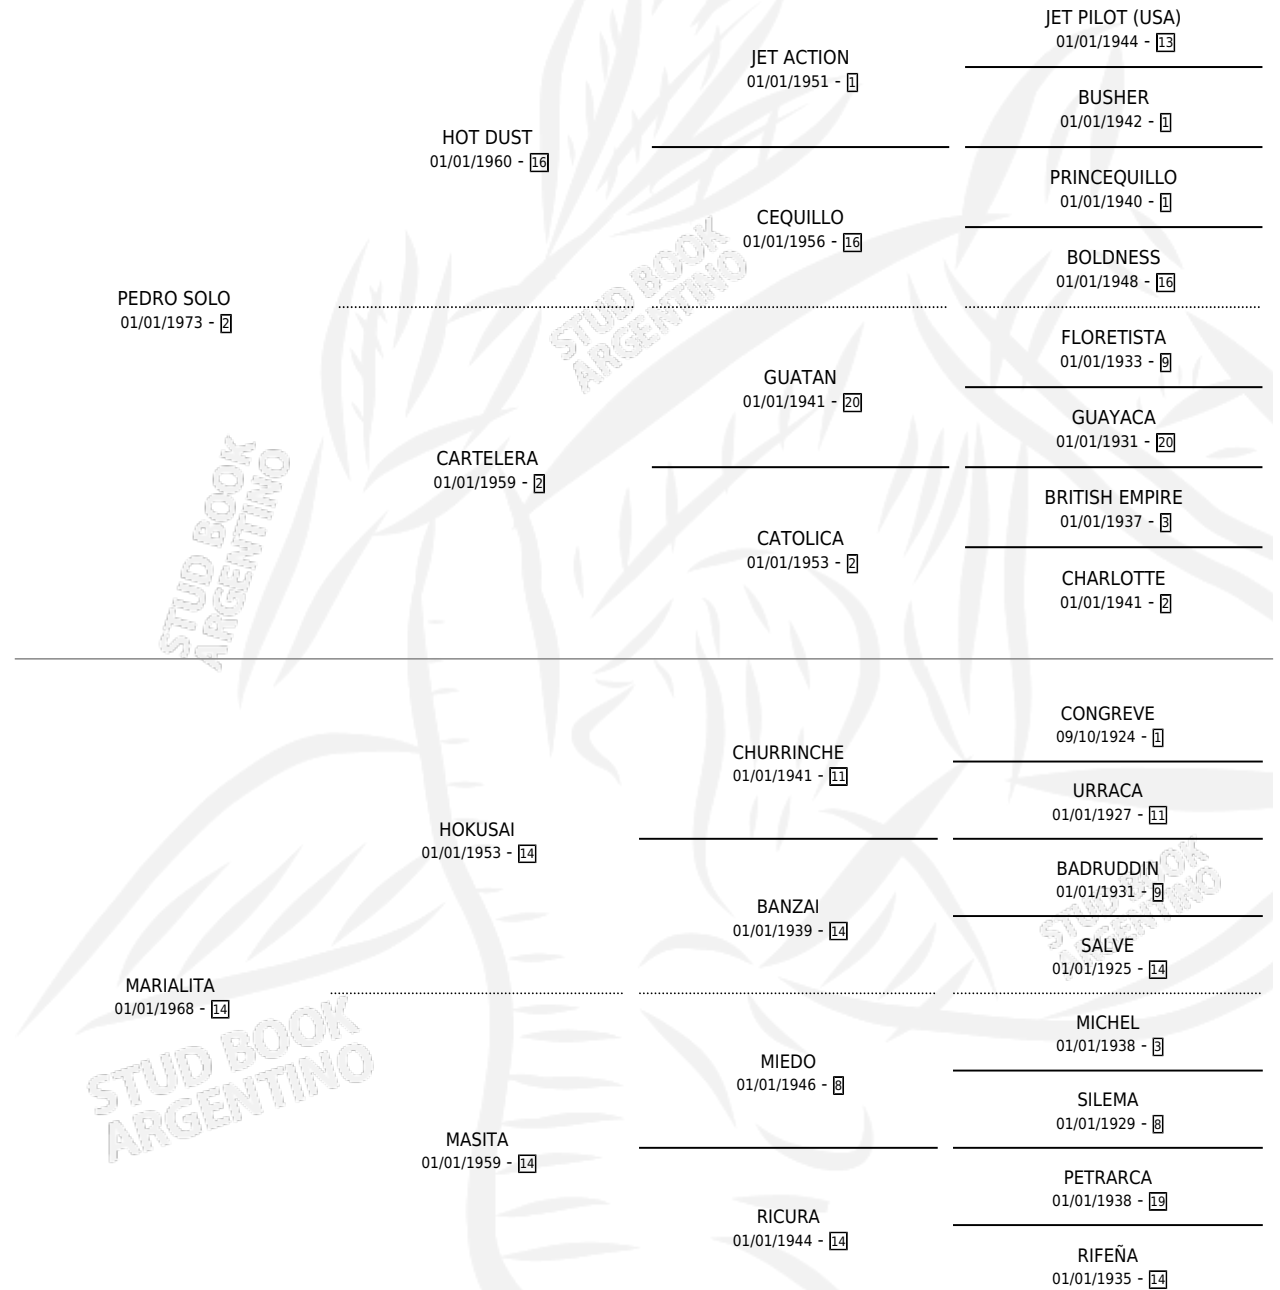 JET PILOT (USA)
01/01/1944 - 13
JET ACTION
01/01/1951 - 1
BUSHER
01/01/1942 - 1
HOT DUST
01/01/1960 - 16
PRINCEQUILLO
01/01/1940 - 1
CEQUILLO
01/01/1956 - 16
BOLDNESS
01/01/1948 - 16
PEDRO SOLO
01/01/1973 - 2
FLORETISTA
01/01/1933 - 9
GUATAN
01/01/1941 - 20
GUAYACA
01/01/1931 - 20
CARTELERA
01/01/1959 - 2
BRITISH EMPIRE
01/01/1937 - 3
CATOLICA
01/01/1953 - 2
CHARLOTTE
01/01/1941 - 2
CONGREVE
09/10/1924 - 1
CHURRINCHE
01/01/1941 - 11
URRACA
01/01/1927 - 11
HOKUSAI
01/01/1953 - 14
BADRUDDIN
01/01/1931 - 9
BANZAI
01/01/1939 - 14
SALVE
01/01/1925 - 14
MARIALITA
01/01/1968 - 14
MICHEL
01/01/1938 - 3
MIEDO
01/01/1946 - 8
SILEMA
01/01/1929 - 8
MASITA
01/01/1959 - 14
PETRARCA
01/01/1938 - 19
RICURA
01/01/1944 - 14
RIFEÑA
01/01/1935 - 14
STUD BOOK
ARGENTINO
STUD BOOK
ARGENTINO
STUD BOOK
ARGENTINO
STUD BOOK
ARGENTINO